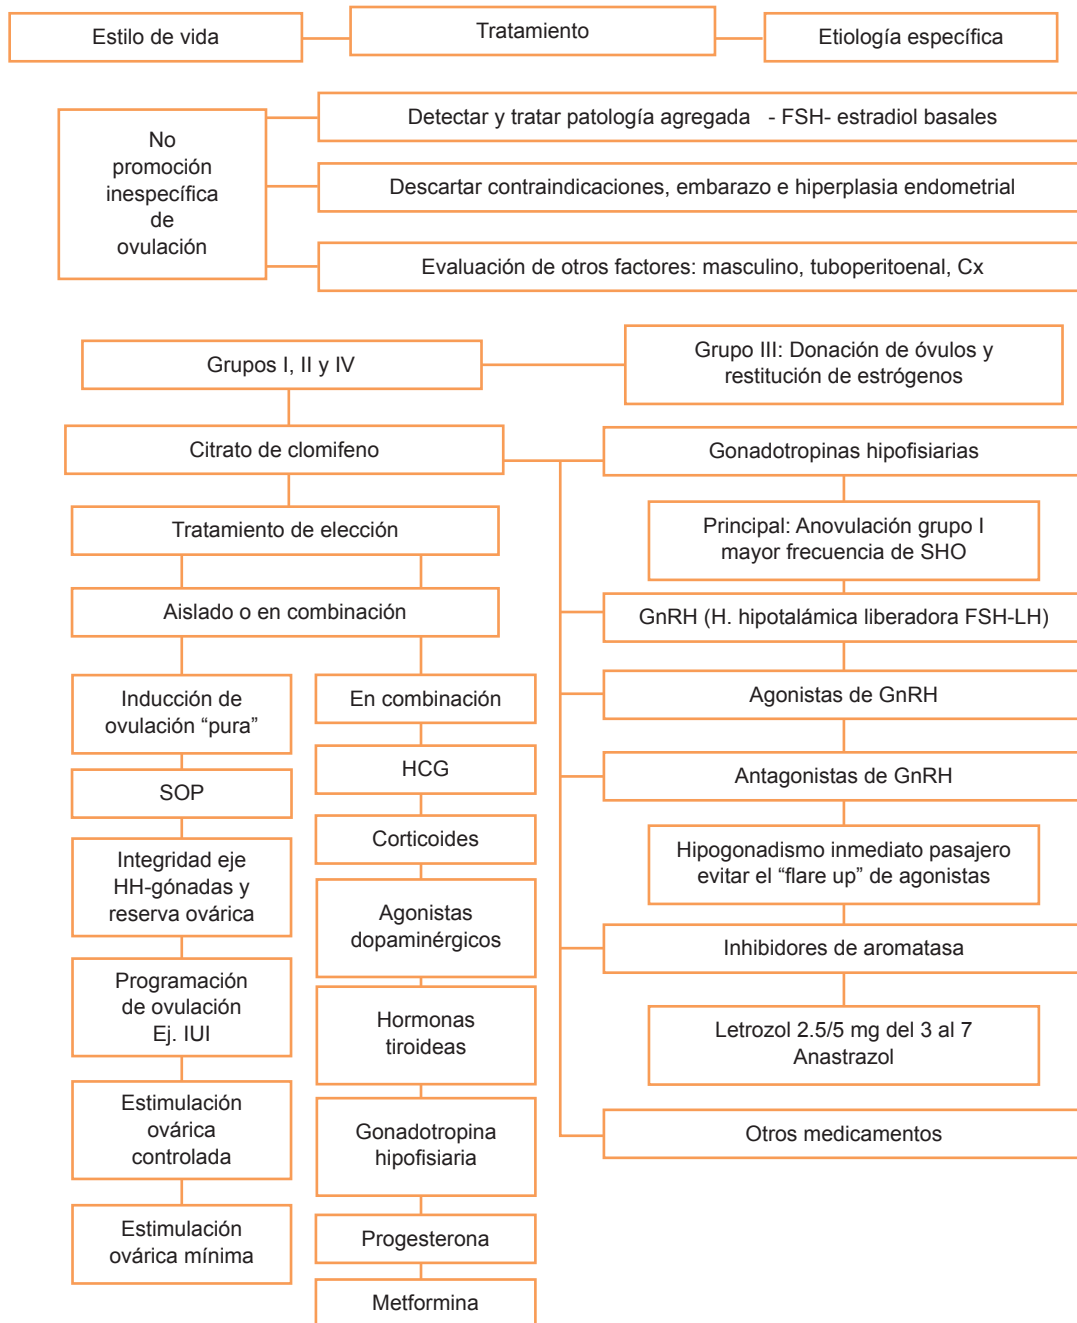 Estilo de vida
Tratamiento
Etiología específica
No
promoción
inespecífica
de
ovulación
Detectar y tratar patología agregada - FSH- estradiol basales
Descartar contraindicaciones, embarazo e hiperplasia endometrial
Evaluación de otros factores: masculino, tuboperitoenal, Cx
Grupos I, II y IV
Grupo III: Donación de óvulos y
restitución de estrógenos
Citrato de clomifeno
Tratamiento de elección
Aislado o en combinación
Inducción de
ovulación “pura”
SOP
Integridad eje
HH-gónadas y
reserva ovárica
Programación
de ovulación
Ej. IUI
Estimulación
ovárica
controlada
Estimulación
ovárica mínima
En combinación
HCG
Corticoides
Agonistas
dopaminérgicos
Hormonas
tiroideas
Gonadotropina
hipofisiaria
Progesterona
Metformina
Gonadotropinas hipofisiarias
Principal: Anovulación grupo I
mayor frecuencia de SHO
GnRH (H. hipotalámica liberadora FSH-LH)
Agonistas de GnRH
Antagonistas de GnRH
Hipogonadismo inmediato pasajero
evitar el “flare up” de agonistas
Inhibidores de aromatasa
Letrozol 2.5/5 mg del 3 al 7
Anastrazol
Otros medicamentos